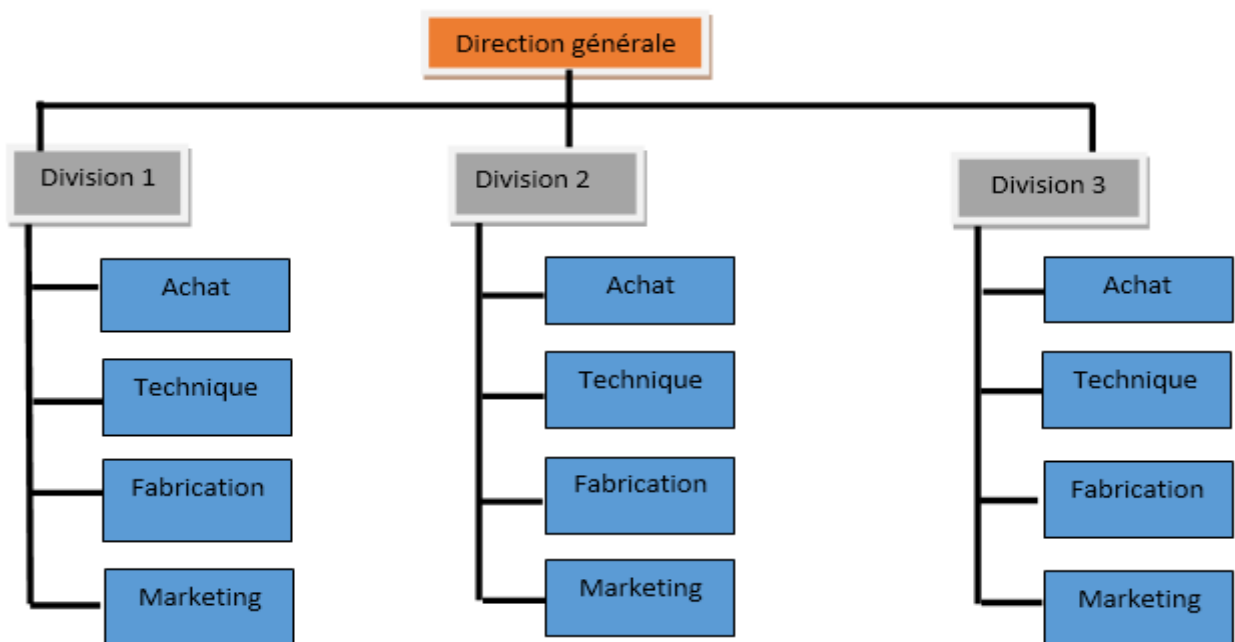 Direction générale
Division 1
Division 2
Division 3
Achat
Technique
Fabrication
Marketing
Achat
Technique
Fabrication
Marketing
Achat
Technique
Fabrication
Marketing